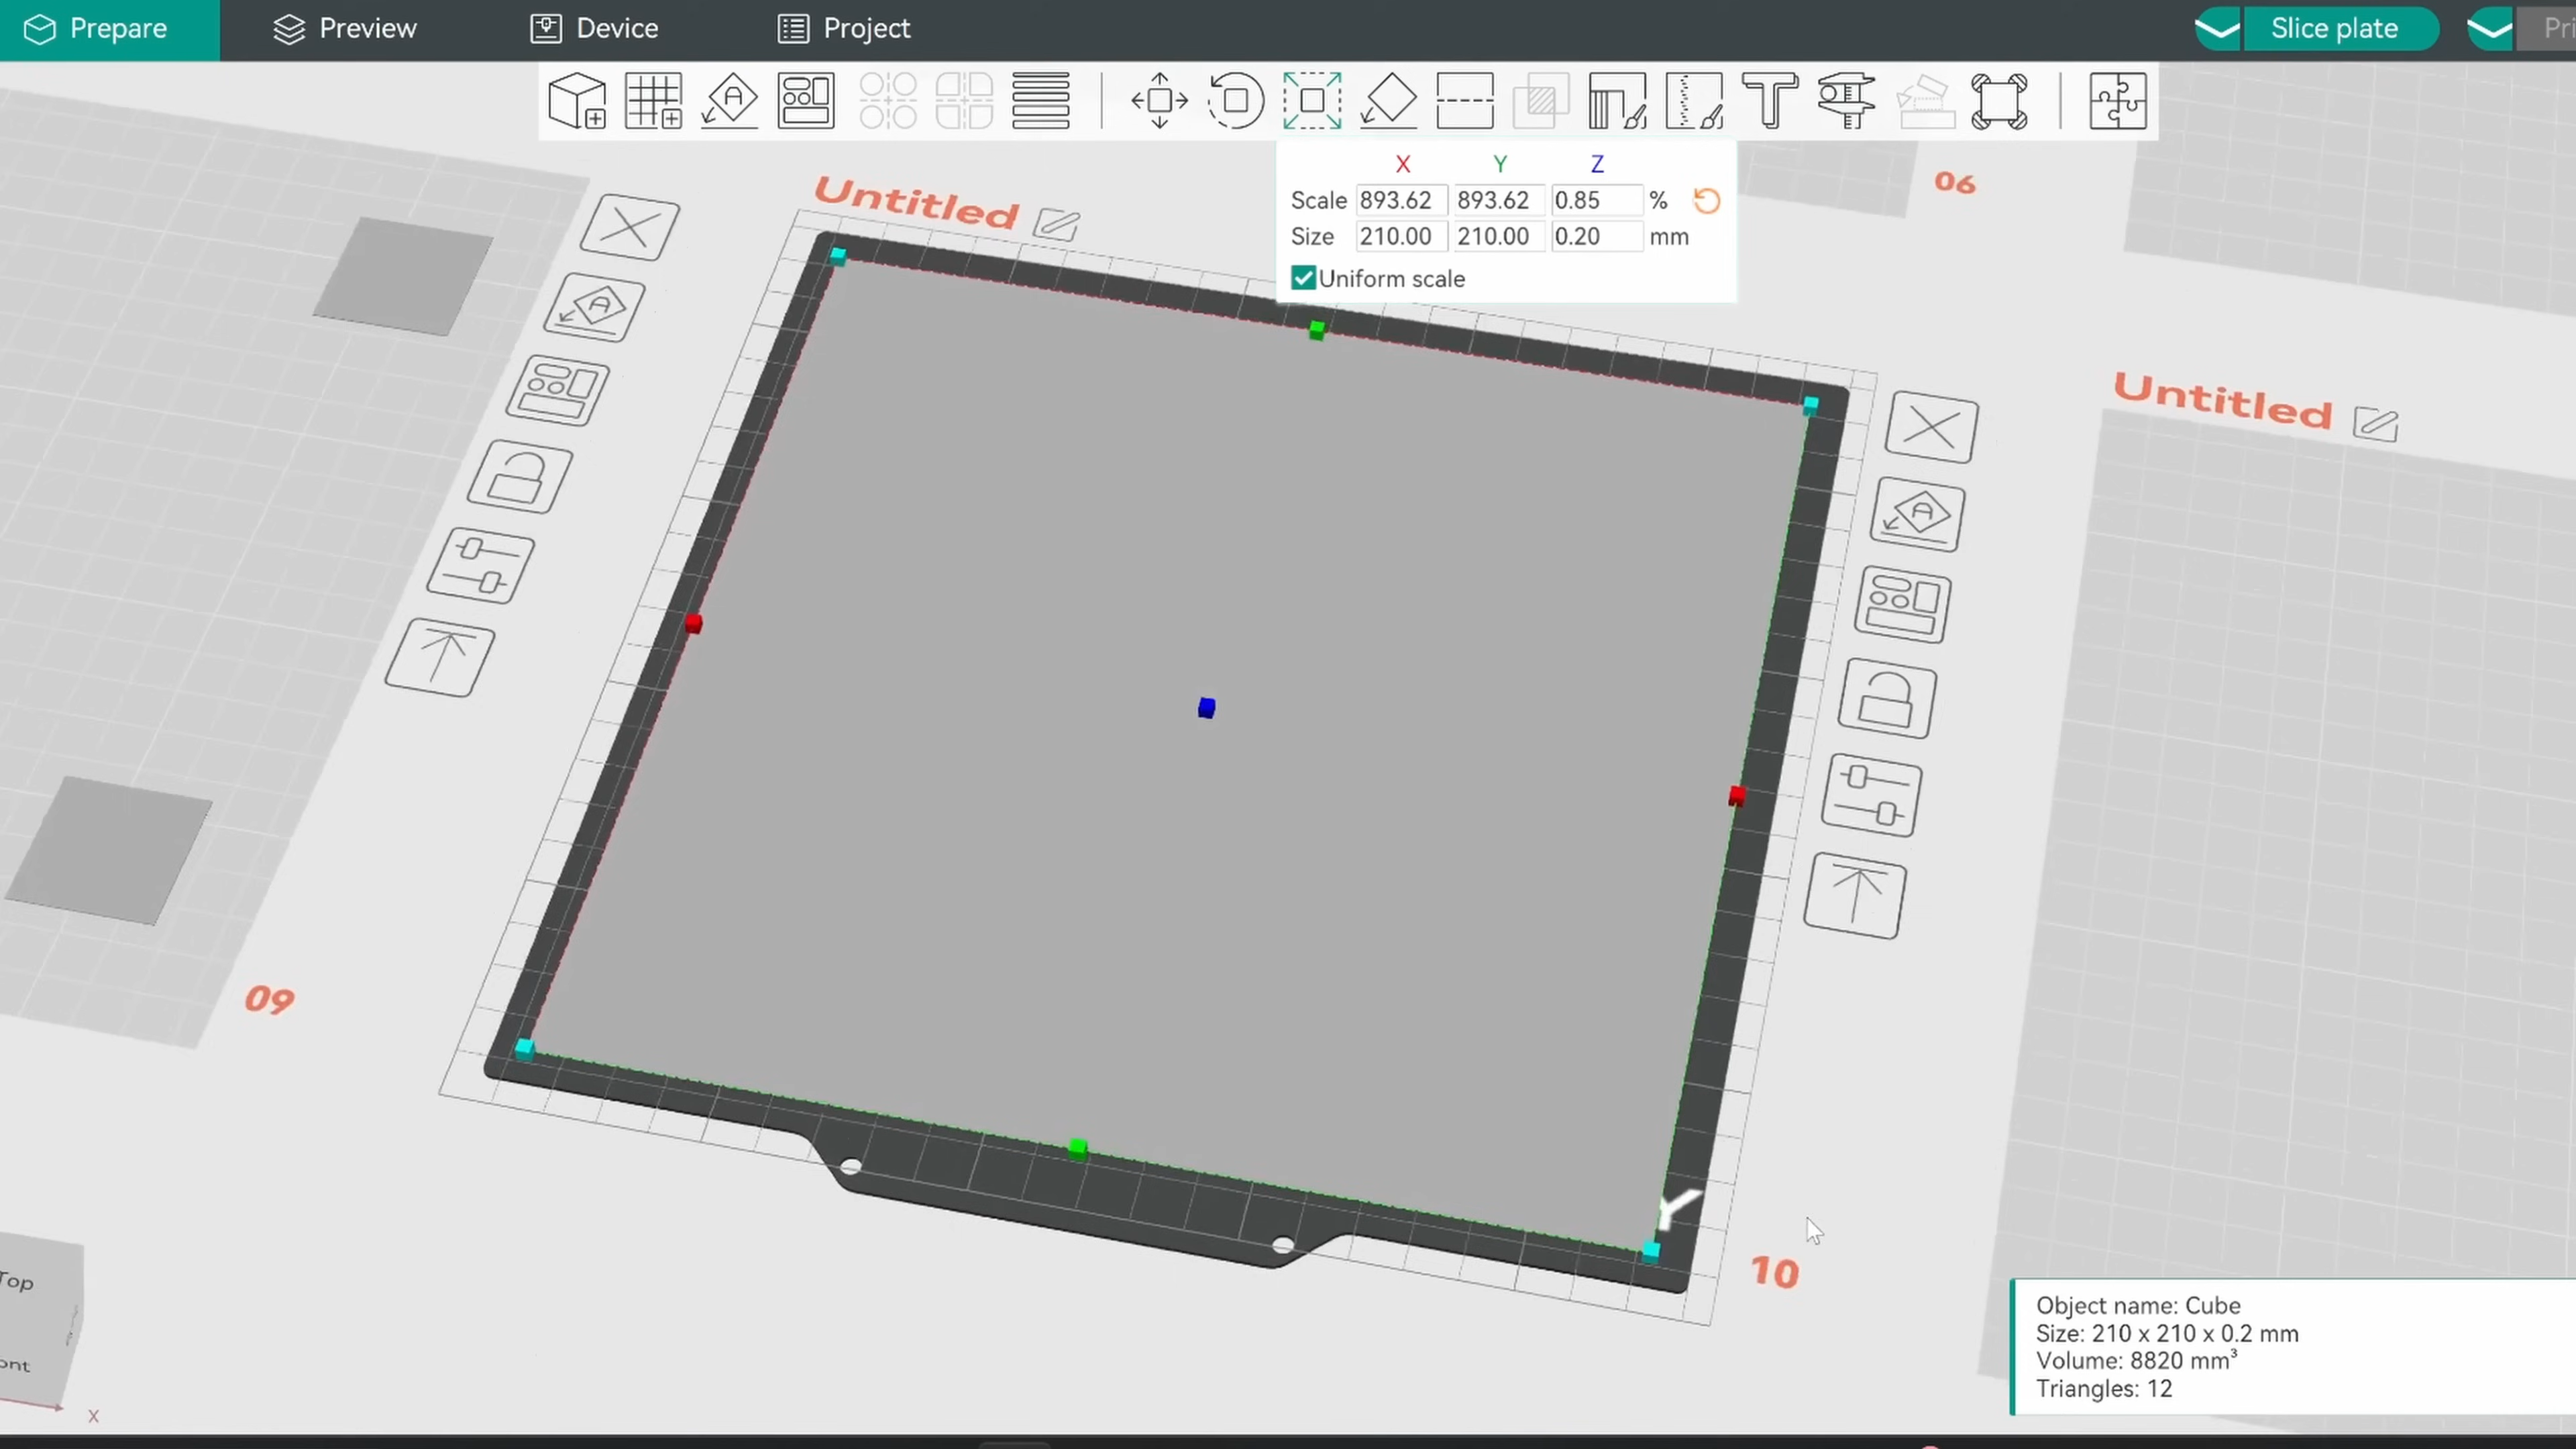 Prepare
Preview
Device
Project
Slice plate
Untitled
X Y Z
Scale 893.62 893.62 0.85 %
Size 210.00 210.00 0.20 mm
Uniform scale
06
Untitled
09
Y
10
Top
X
Object name: Cube
Size: 210 x 210 x 0.2 mm
Volume: 8820 mm³
Triangles: 12